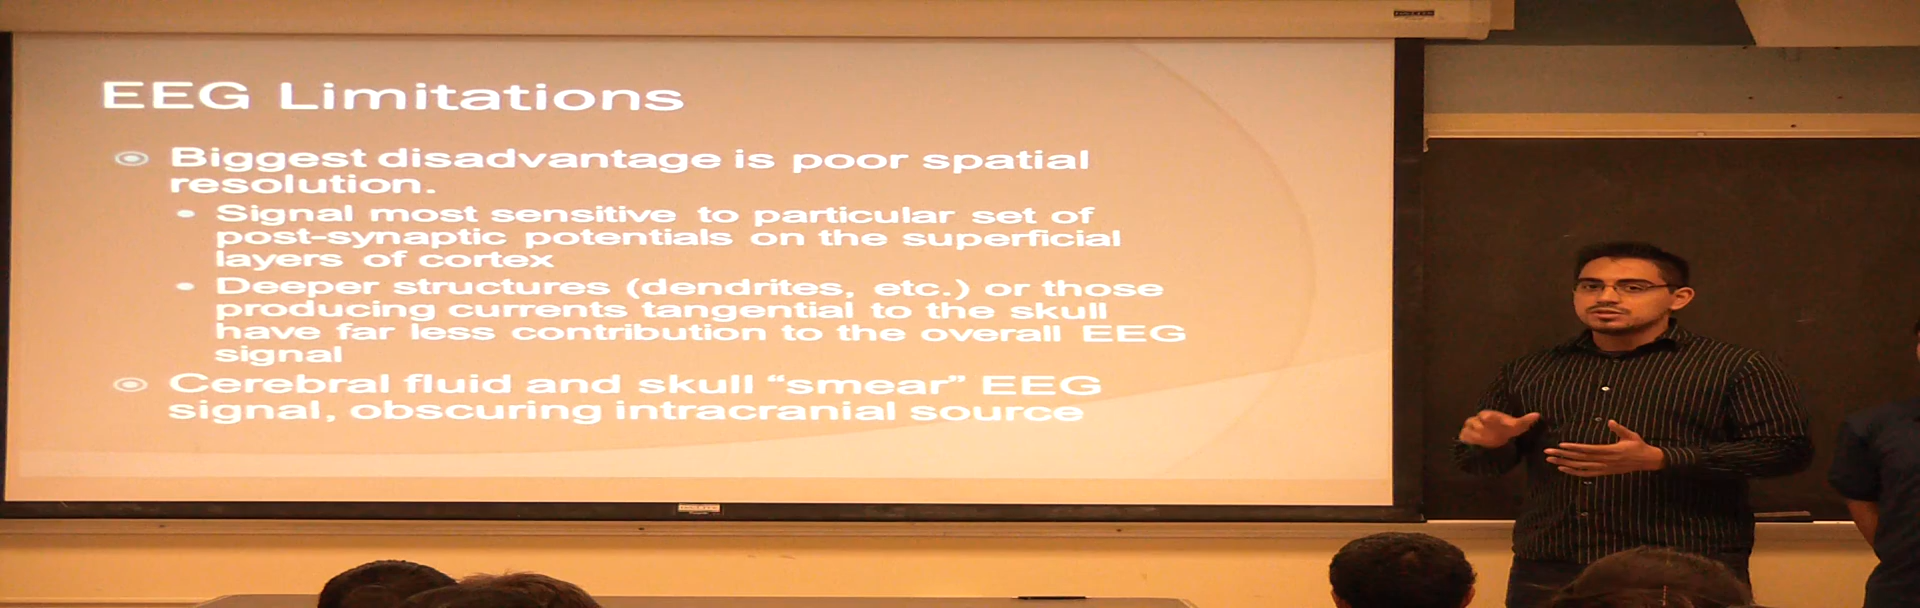 EEG Limitations
Biggest disadvantage is poor spatial
resolution.
Signal most sensitive to particular set of
post-synaptic potentials on the superficial
layers of cortex
Deeper structures (dendrites, etc.) or those
producing currents tangential to the skull
have far less contribution to the overall EEG
signal
Cerebral fluid and skull “smear” EEG
signal, obscuring intracranial source